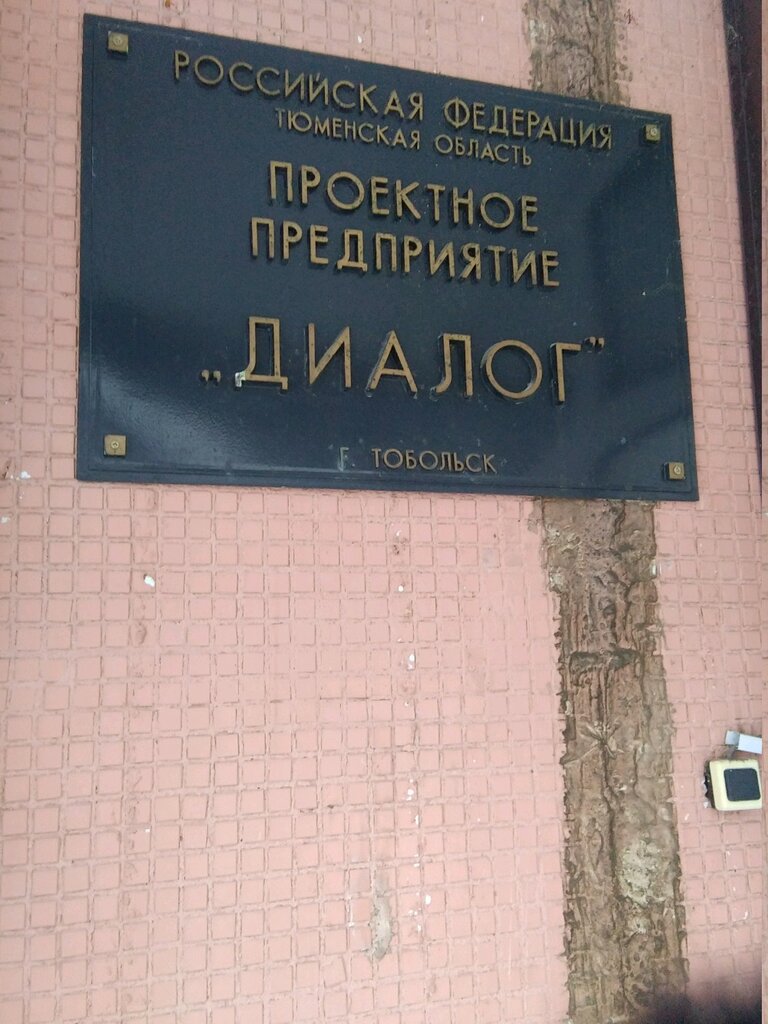 РОССИЙСКАЯ ФЕДЕРАЦИЯ
ТЮМЕНСКАЯ ОБЛАСТЬ
ПРОЕКТНОЕ
ПРЕДПРИЯТИЕ
„ДИАЛОГ”
Г. ТОБОЛЬСК